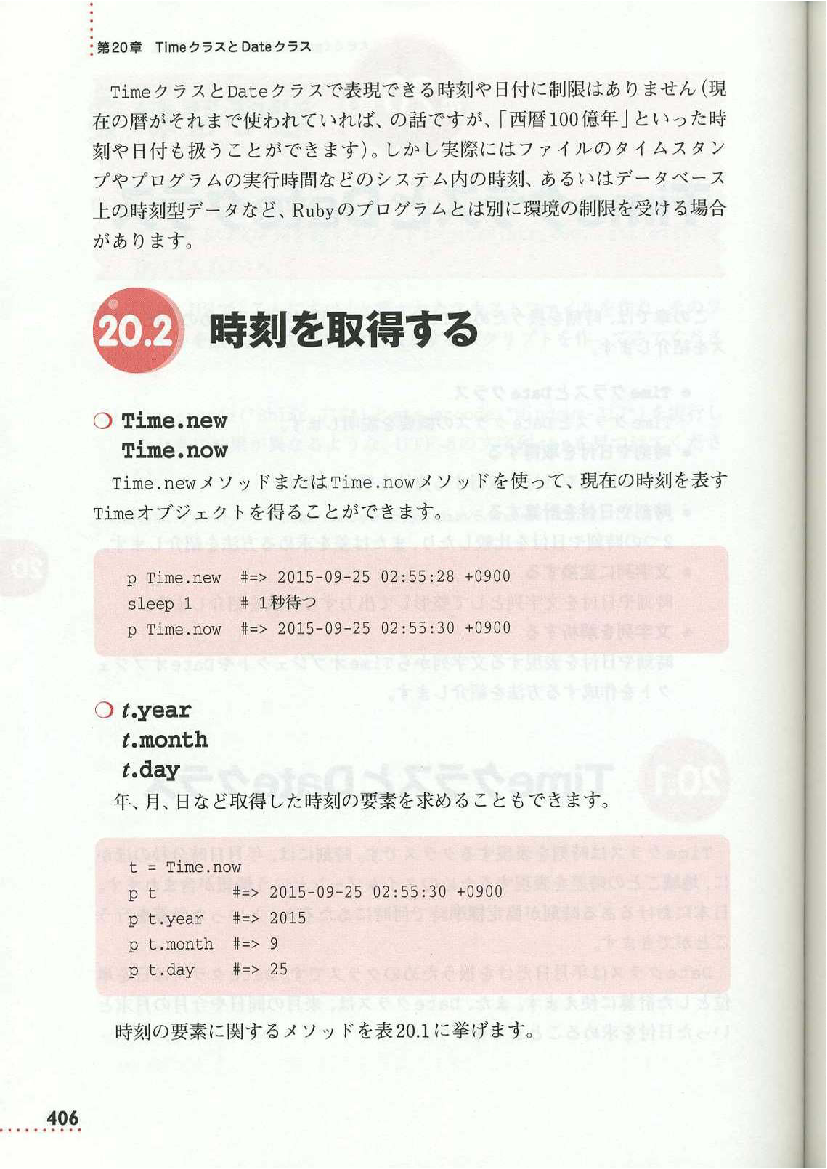 第20章 TimeクラスとDateクラス
TimeクラスとDateクラスで表現できる時刻や日付に制限はありません(現
在の暦がそれまで使われていれば、の話ですが、「西暦100億年」といった時
刻や日付も扱うことができます)。しかし実際にはファイルのタイムスタン
プやプログラムの実行時間などのシステム内の時刻、あるいはデータベース
上の時刻型データなど、Rubyのプログラムとは別に環境の制限を受ける場合
があります。
20.2 時刻を取得する
Time.new
Time.now
Time.newメソッドまたはTime.nowメソッドを使って、現在の時刻を表す
Timeオブジェクトを得ることができます。
p Time.new #=> 2015-09-25 02:55:28 +0900
sleep 1 # 1秒待つ
p Time.now #=> 2015-09-25 02:55:30 +0900
t.year
t.month
t.day
年、月、日など取得した時刻の要素を求めることもできます。
t = Time.now
p t #=> 2015-09-25 02:55:30 +0900
p t.year #=> 2015
p t.month #=> 9
p t.day #=> 25
時刻の要素に関するメソッドを表20.1に挙げます。
406